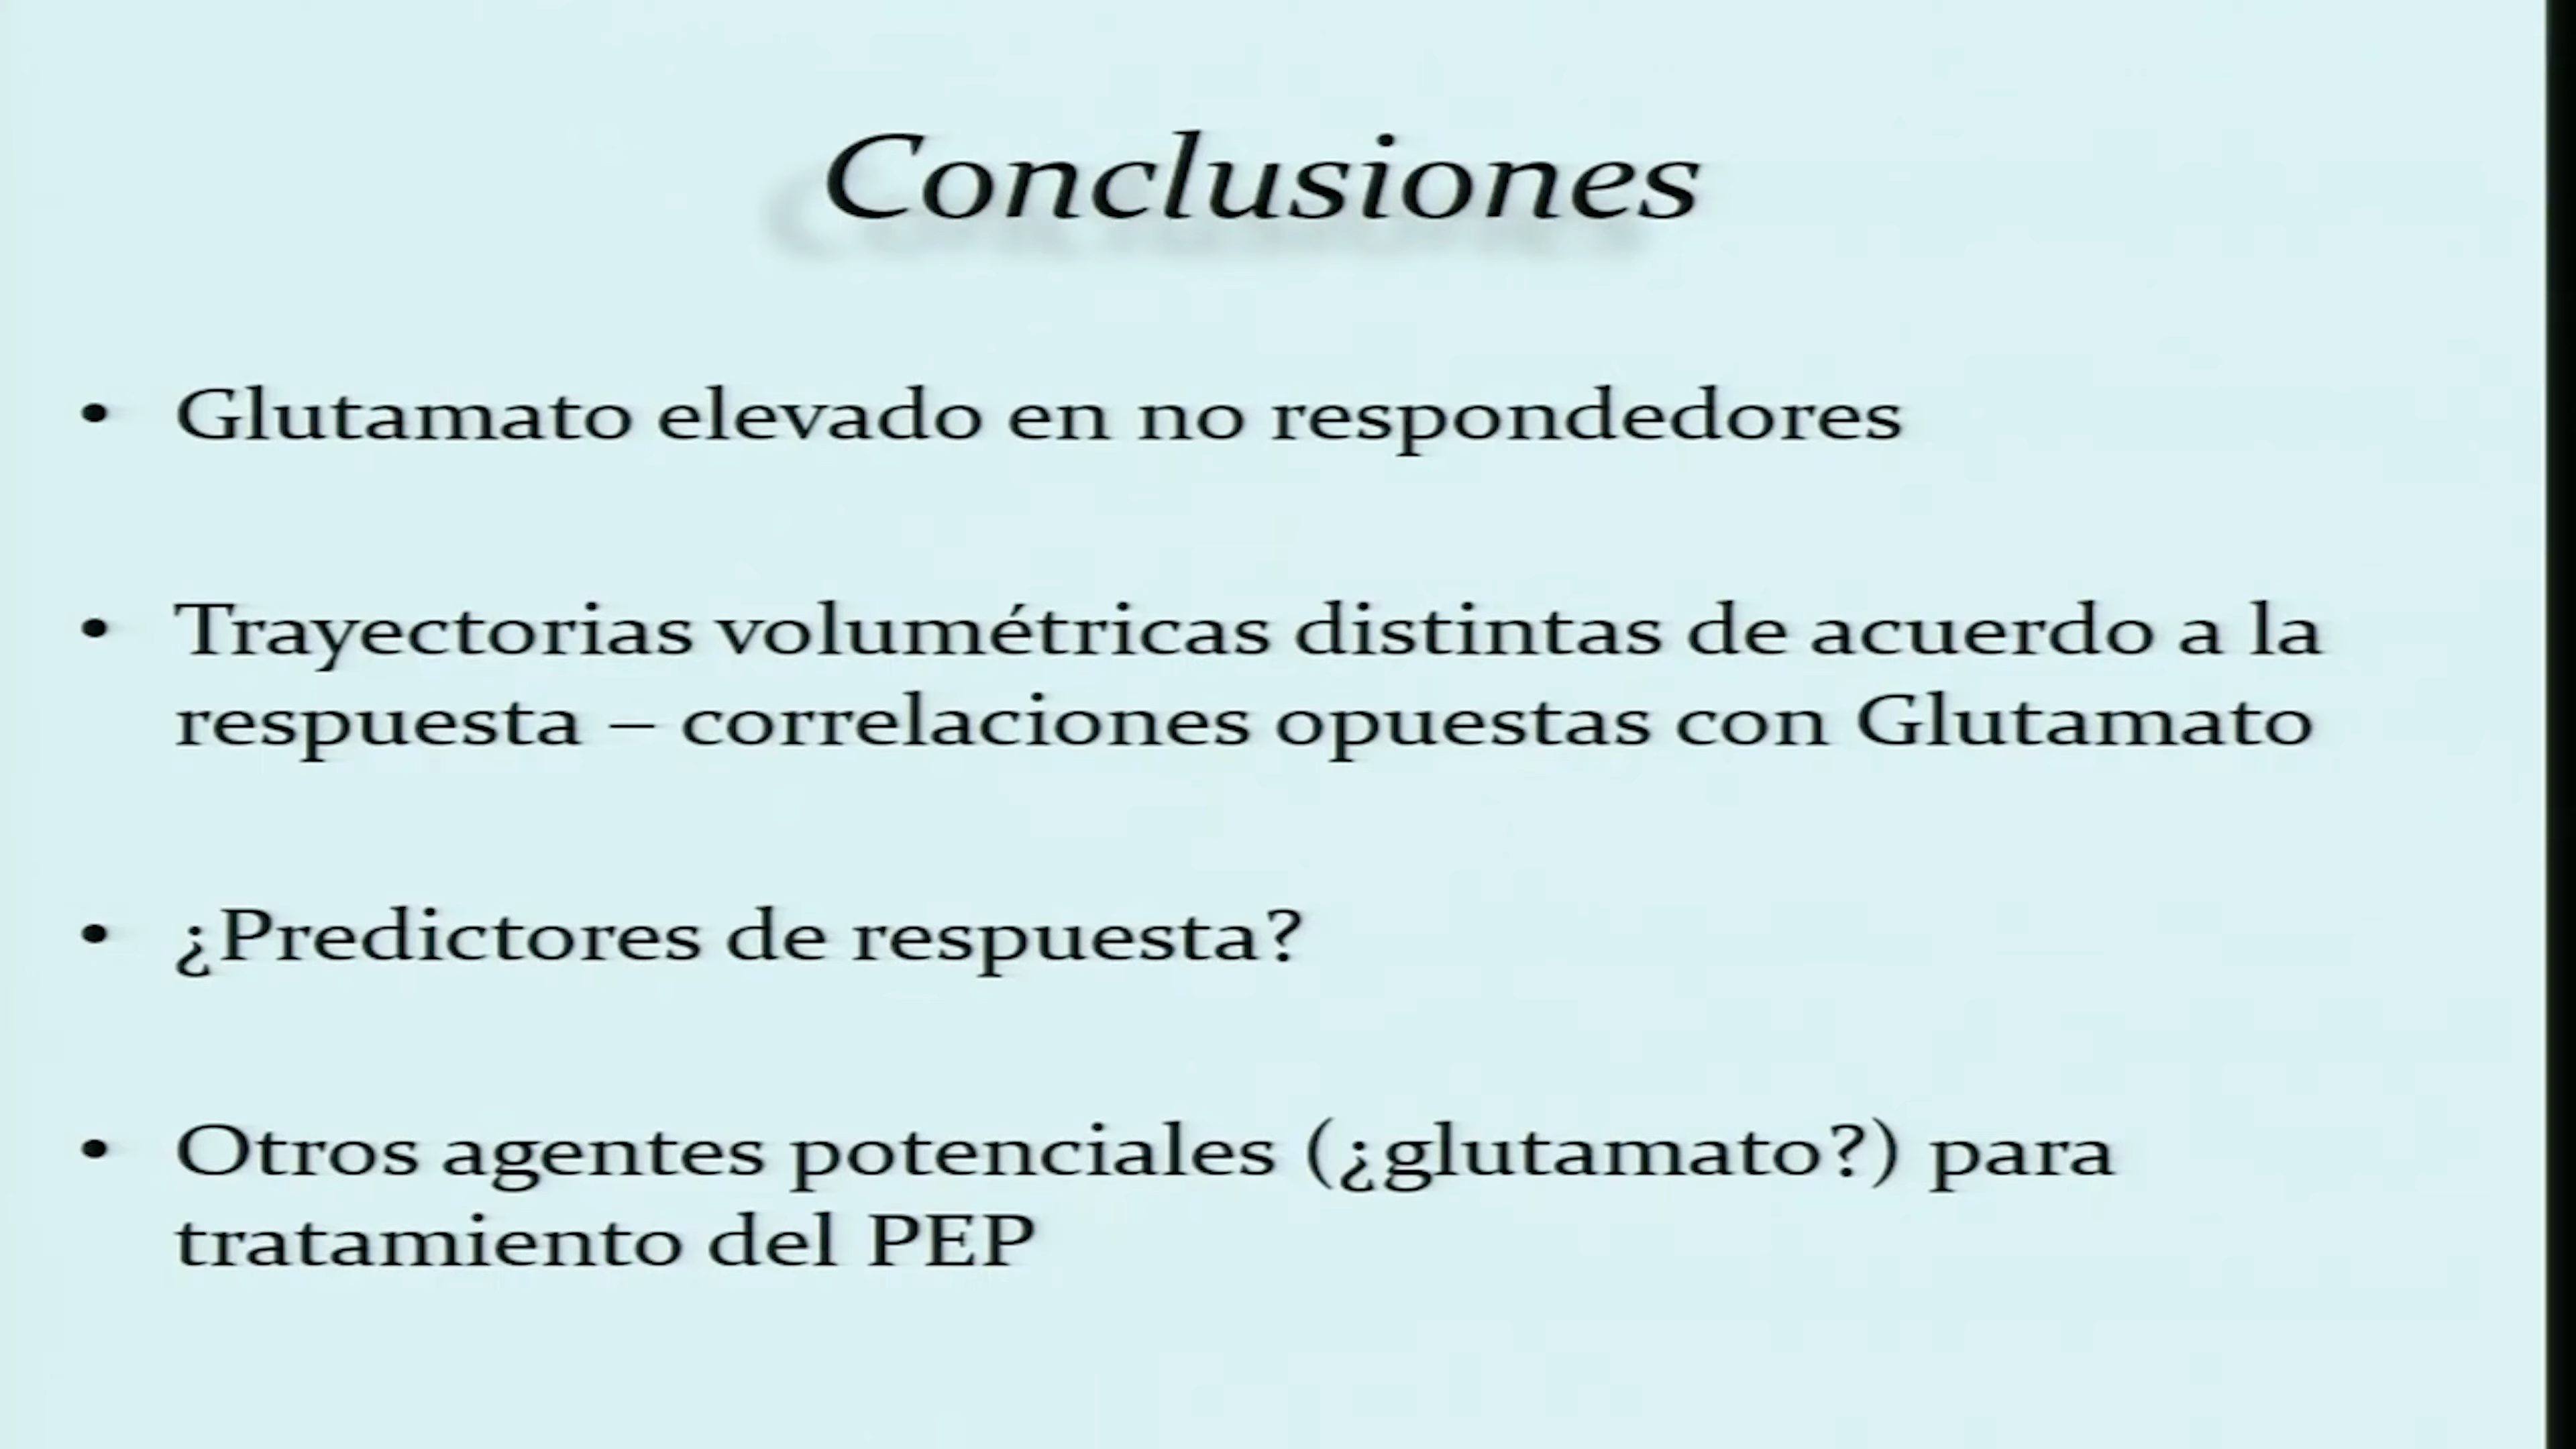 Conclusiones
• Glutamato elevado en no respondedores
• Trayectorias volumétricas distintas de acuerdo a la
respuesta – correlaciones opuestas con Glutamato
• ¿Predictores de respuesta?
• Otros agentes potenciales (¿glutamato?) para
tratamiento del PEP